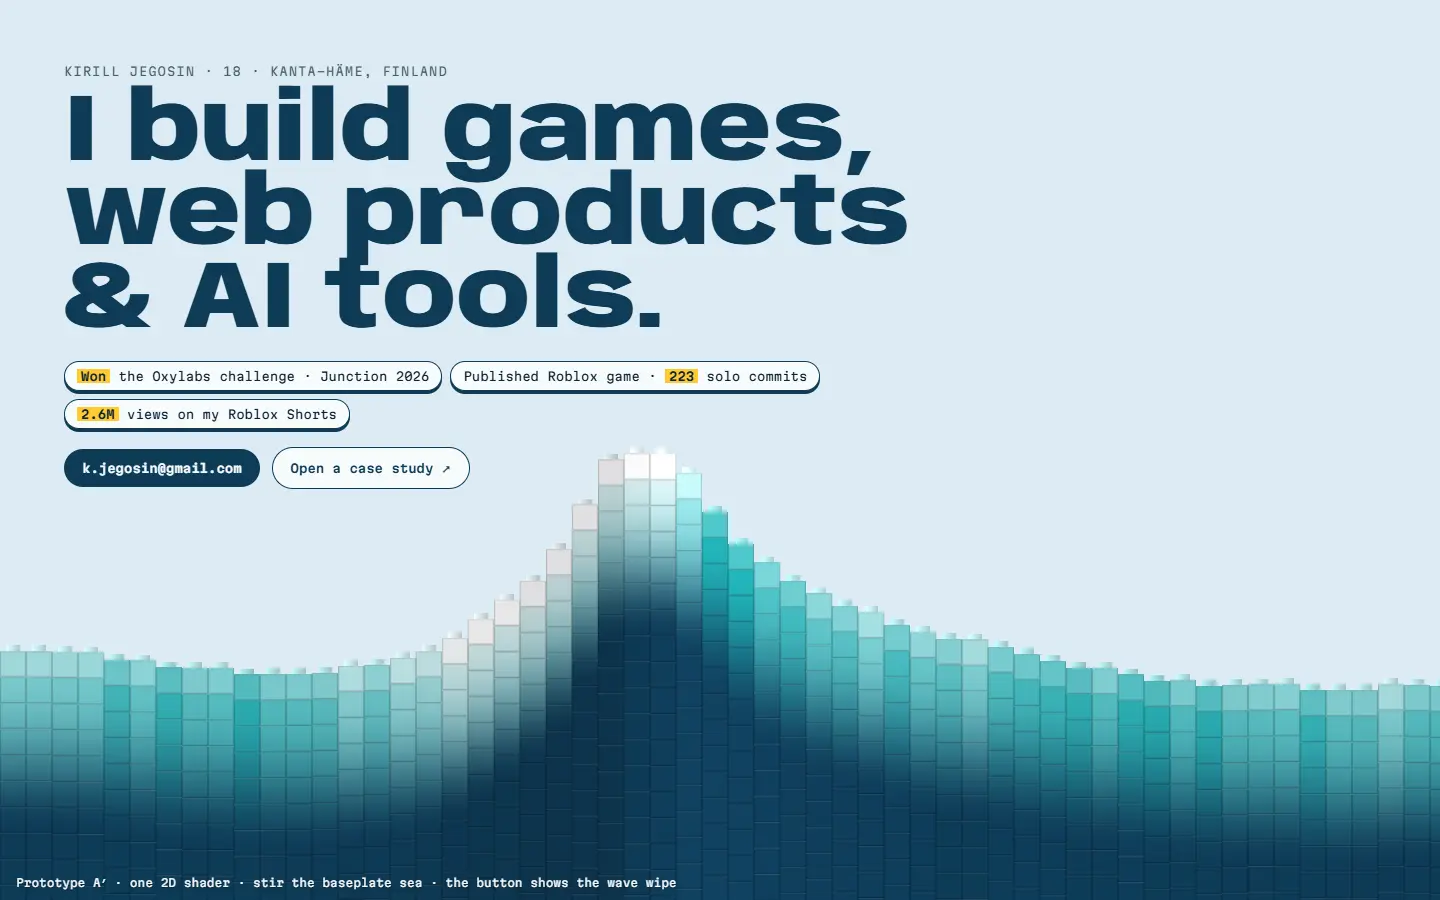 KIRILL JEGOSIN · 18 · KANTA-HÄME, FINLAND
I build games,
web products
& AI tools.
Won the Oxylabs challenge · Junction 2026
Published Roblox game · 223 solo commits
2.6M views on my Roblox Shorts
k.jegosin@gmail.com
Open a case study ↗
Prototype A′ · one 2D shader · stir the baseplate sea · the button shows the wave wipe